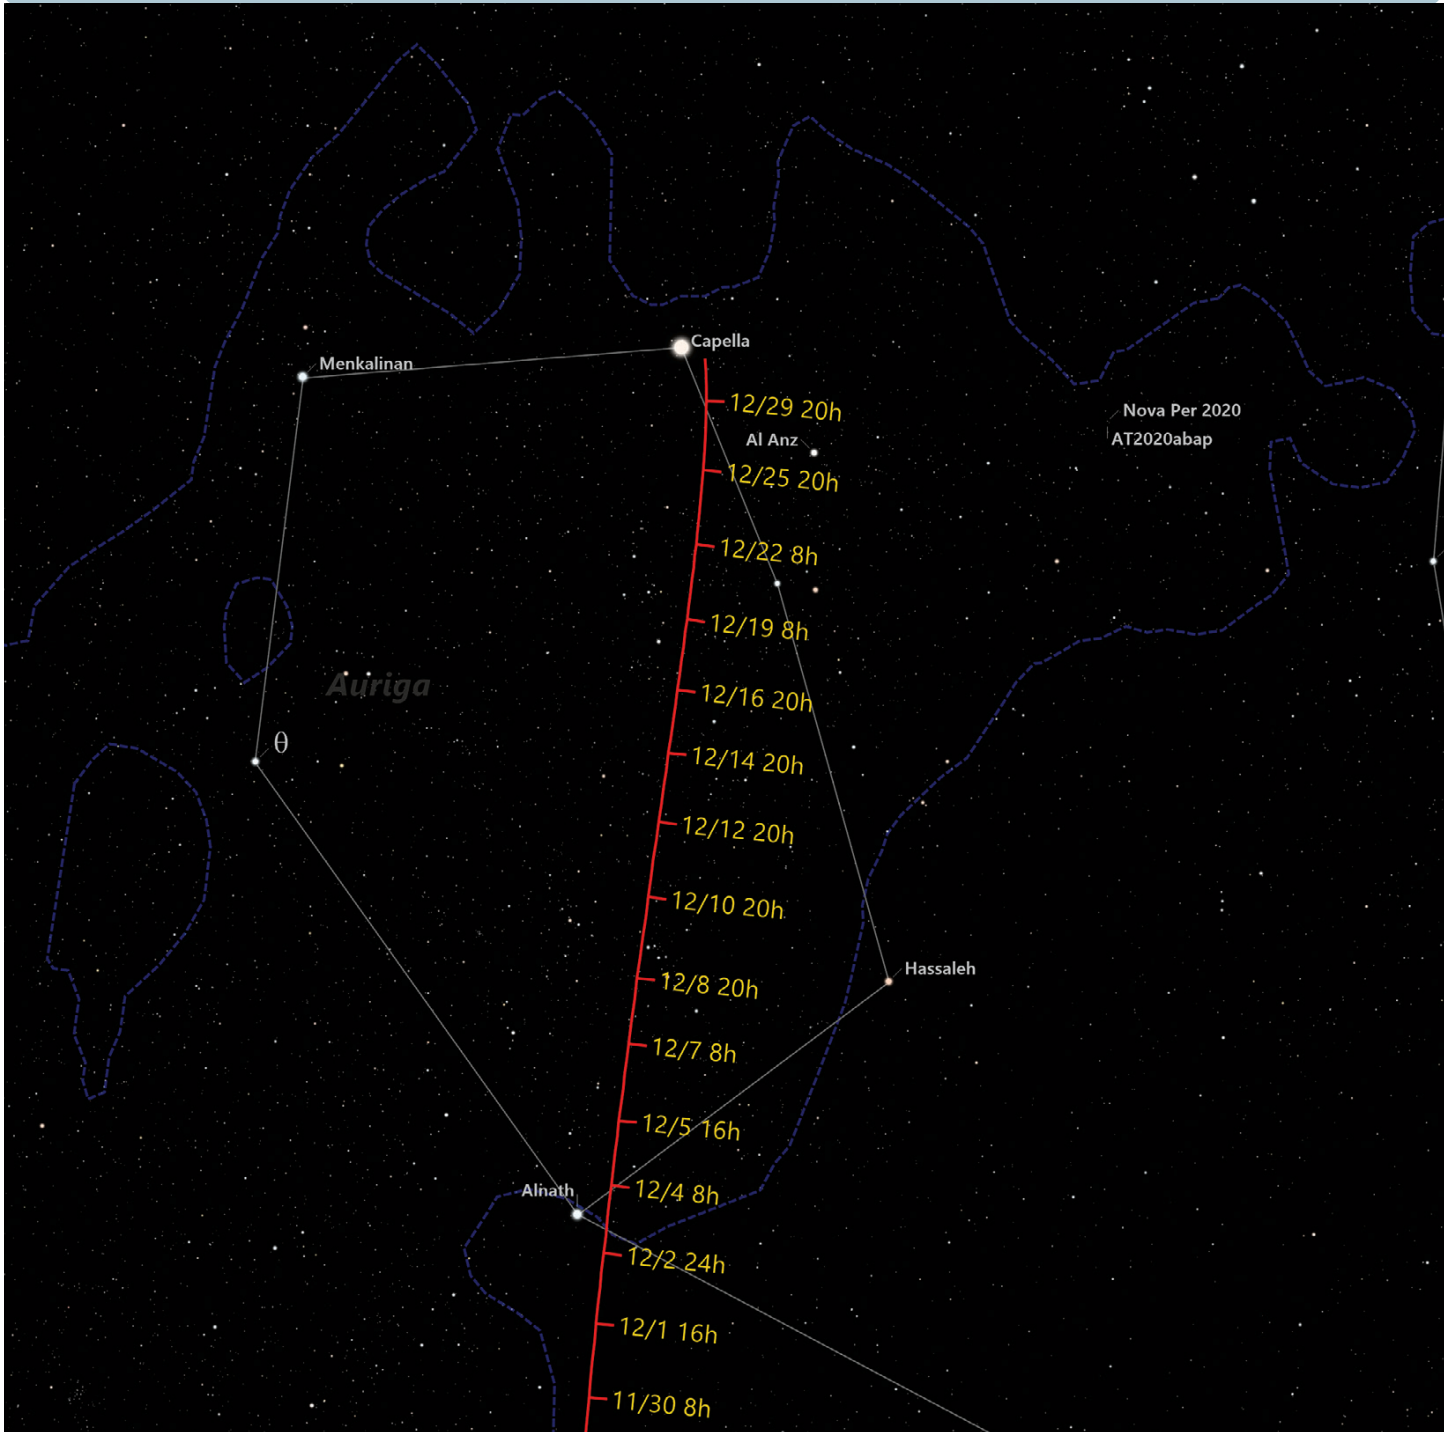 Capella
Menkalinan
12/29 20h
Nova Per 2020
Al Anz
AT2020abap
12/25 20h
12/22 8h
12/19 8h
Auriga
12/16 20h
θ
12/14 20h
12/12 20h
12/10 20h
Hassaleh
12/8 20h
12/7 8h
12/5 16h
Alnath
12/4 8h
12/2 24h
12/1 16h
11/30 8h